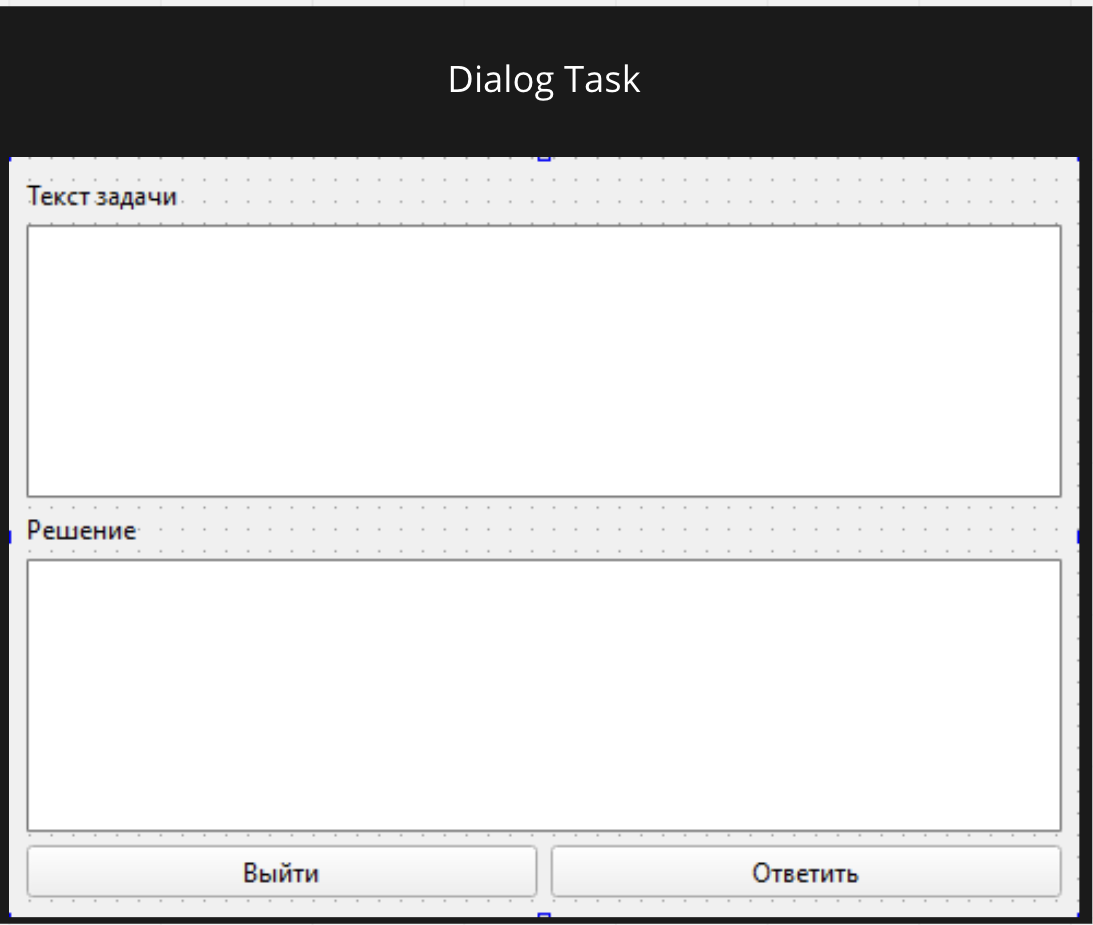 Dialog Task
Текст задачи
Решение
Выйти
Ответить